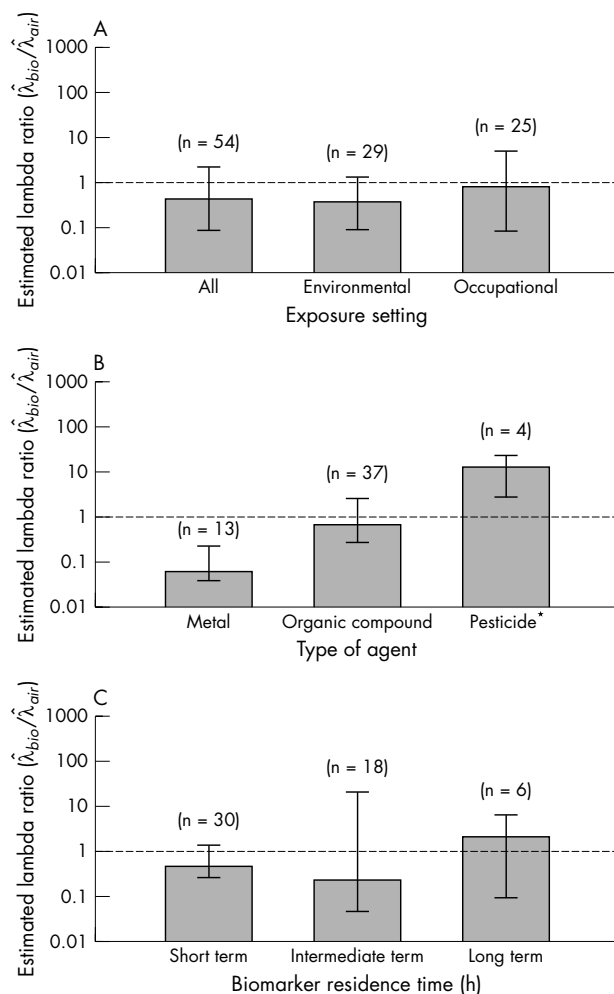 A
Estimated lambda ratio (λ̂bio/λ̂air)
1000
100
10
1
0.1
0.01
(n = 54)
(n = 29)
(n = 25)
All Environmental Occupational
Exposure setting
B
Estimated lambda ratio (λ̂bio/λ̂air)
1000
100
10
1
0.1
0.01
(n = 13)
(n = 37)
(n = 4)
Metal Organic compound Pesticide*
Type of agent
C
Estimated lambda ratio (λ̂bio/λ̂air)
1000
100
10
1
0.1
0.01
(n = 30)
(n = 18)
(n = 6)
Short term Intermediate term Long term
Biomarker residence time (h)